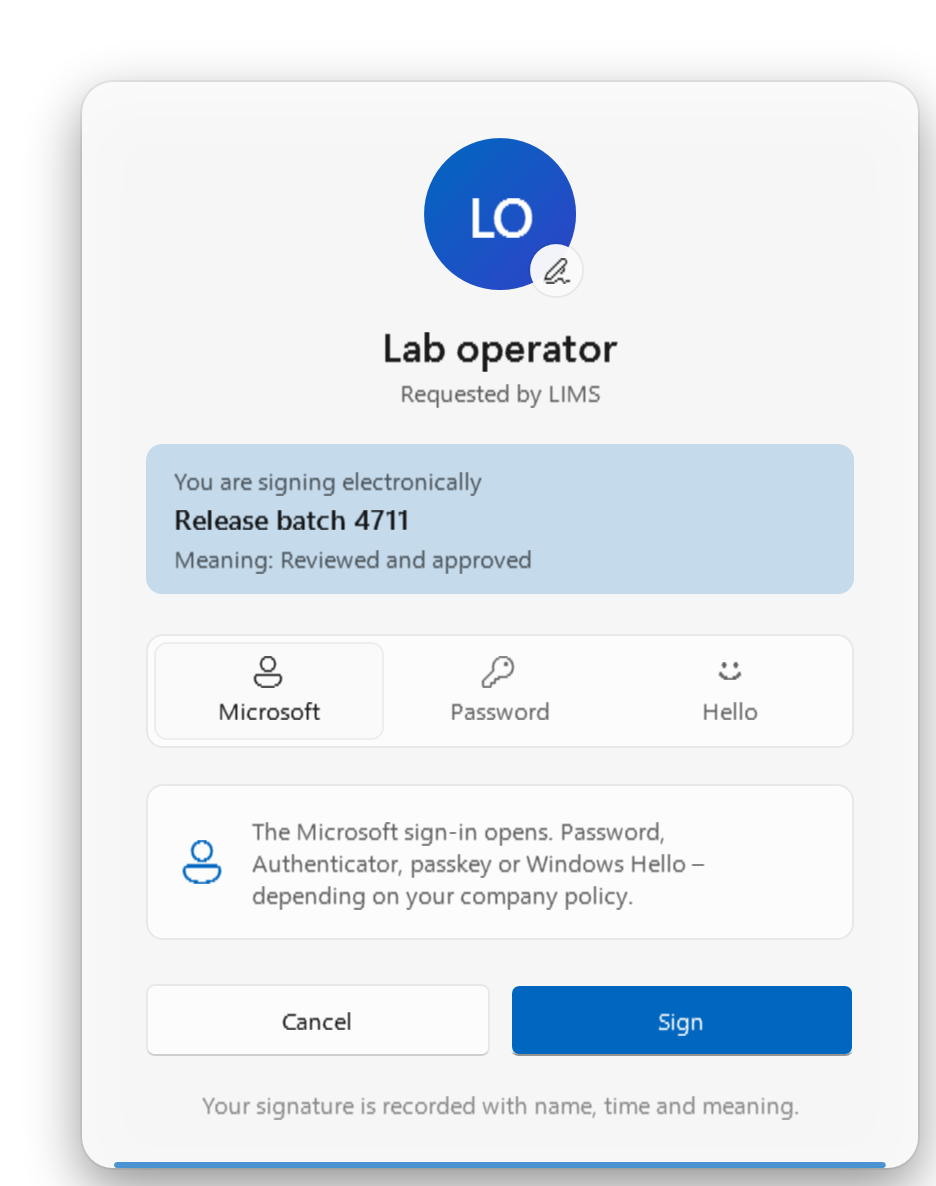 LO
Lab operator
Requested by LIMS
You are signing electronically
Release batch 4711
Meaning: Reviewed and approved
Microsoft
Password
Hello
The Microsoft sign-in opens. Password,
Authenticator, passkey or Windows Hello –
depending on your company policy.
Cancel
Sign
Your signature is recorded with name, time and meaning.